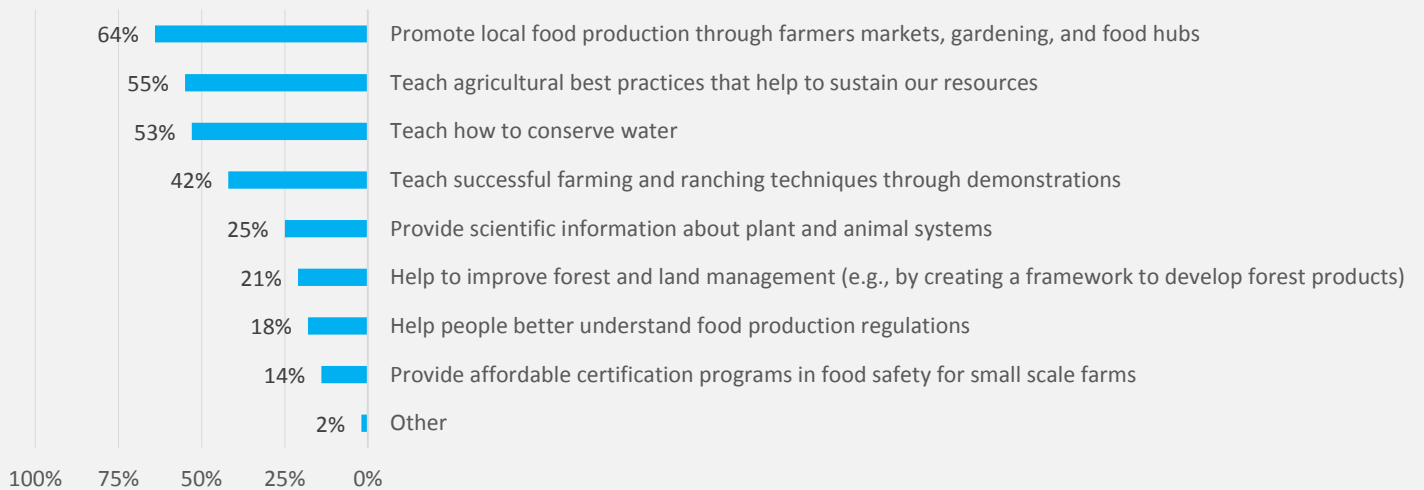 64% Promote local food production through farmers markets, gardening, and food hubs
55% Teach agricultural best practices that help to sustain our resources
53% Teach how to conserve water
42% Teach successful farming and ranching techniques through demonstrations
25% Provide scientific information about plant and animal systems
21% Help to improve forest and land management (e.g., by creating a framework to develop forest products)
18% Help people better understand food production regulations
14% Provide affordable certification programs in food safety for small scale farms
2% Other
100% 75% 50% 25% 0%